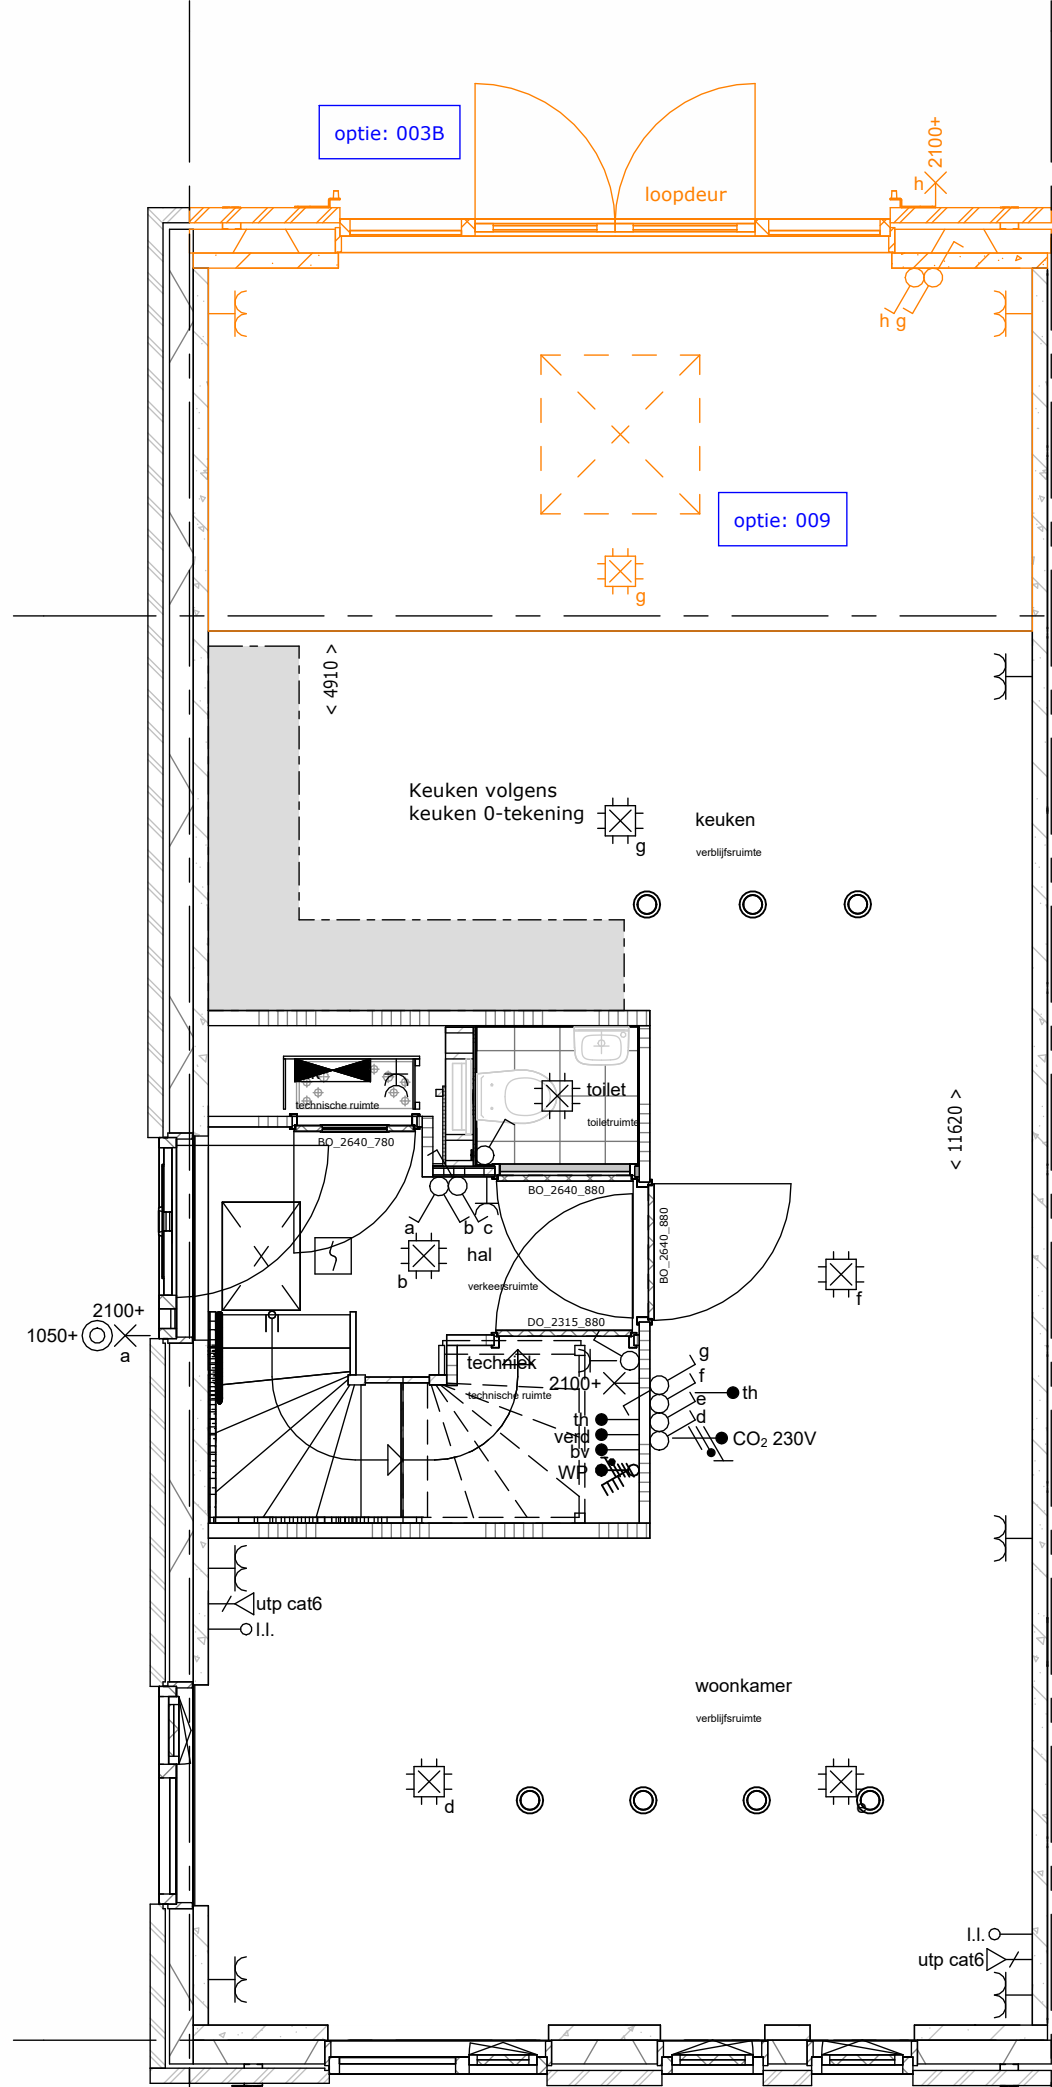 optie: 003B
loopdeur
2100+
h
h g
optie: 009
g
< 4910 >
Keuken volgens
keuken 0-tekening
g
keuken
verblijfsruimte
toilet
toiletruimte
technische ruimte
BO_2640_780
BO_2640_880
BO_2640_880
a
b c
hal
b
verkeersruimte
< 11620 >
f
2100+
1050+
a
DO_2315_880
techniek
technische ruimte
2100+
g
f
e
d
th
th
verd
bv
WP
CO₂ 230V
utp cat6
l.l.
woonkamer
verblijfsruimte
d
e
l.l.
utp cat6